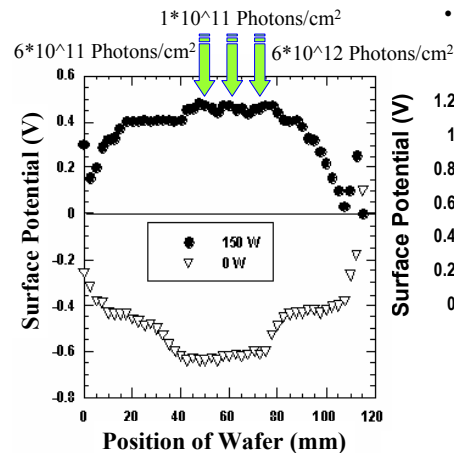 1*10^11 Photons/cm²
6*10^11 Photons/cm²
6*10^12 Photons/cm²
•
Surface Potential (V)
0.6
0.4
0.2
0
-0.2
-0.4
-0.6
-0.8
150 W
0 W
0 20 40 60 80 100 120
Position of Wafer (mm)
Surface Potential (V)
1.2
1
0.8
0.6
0.4
0.2
0